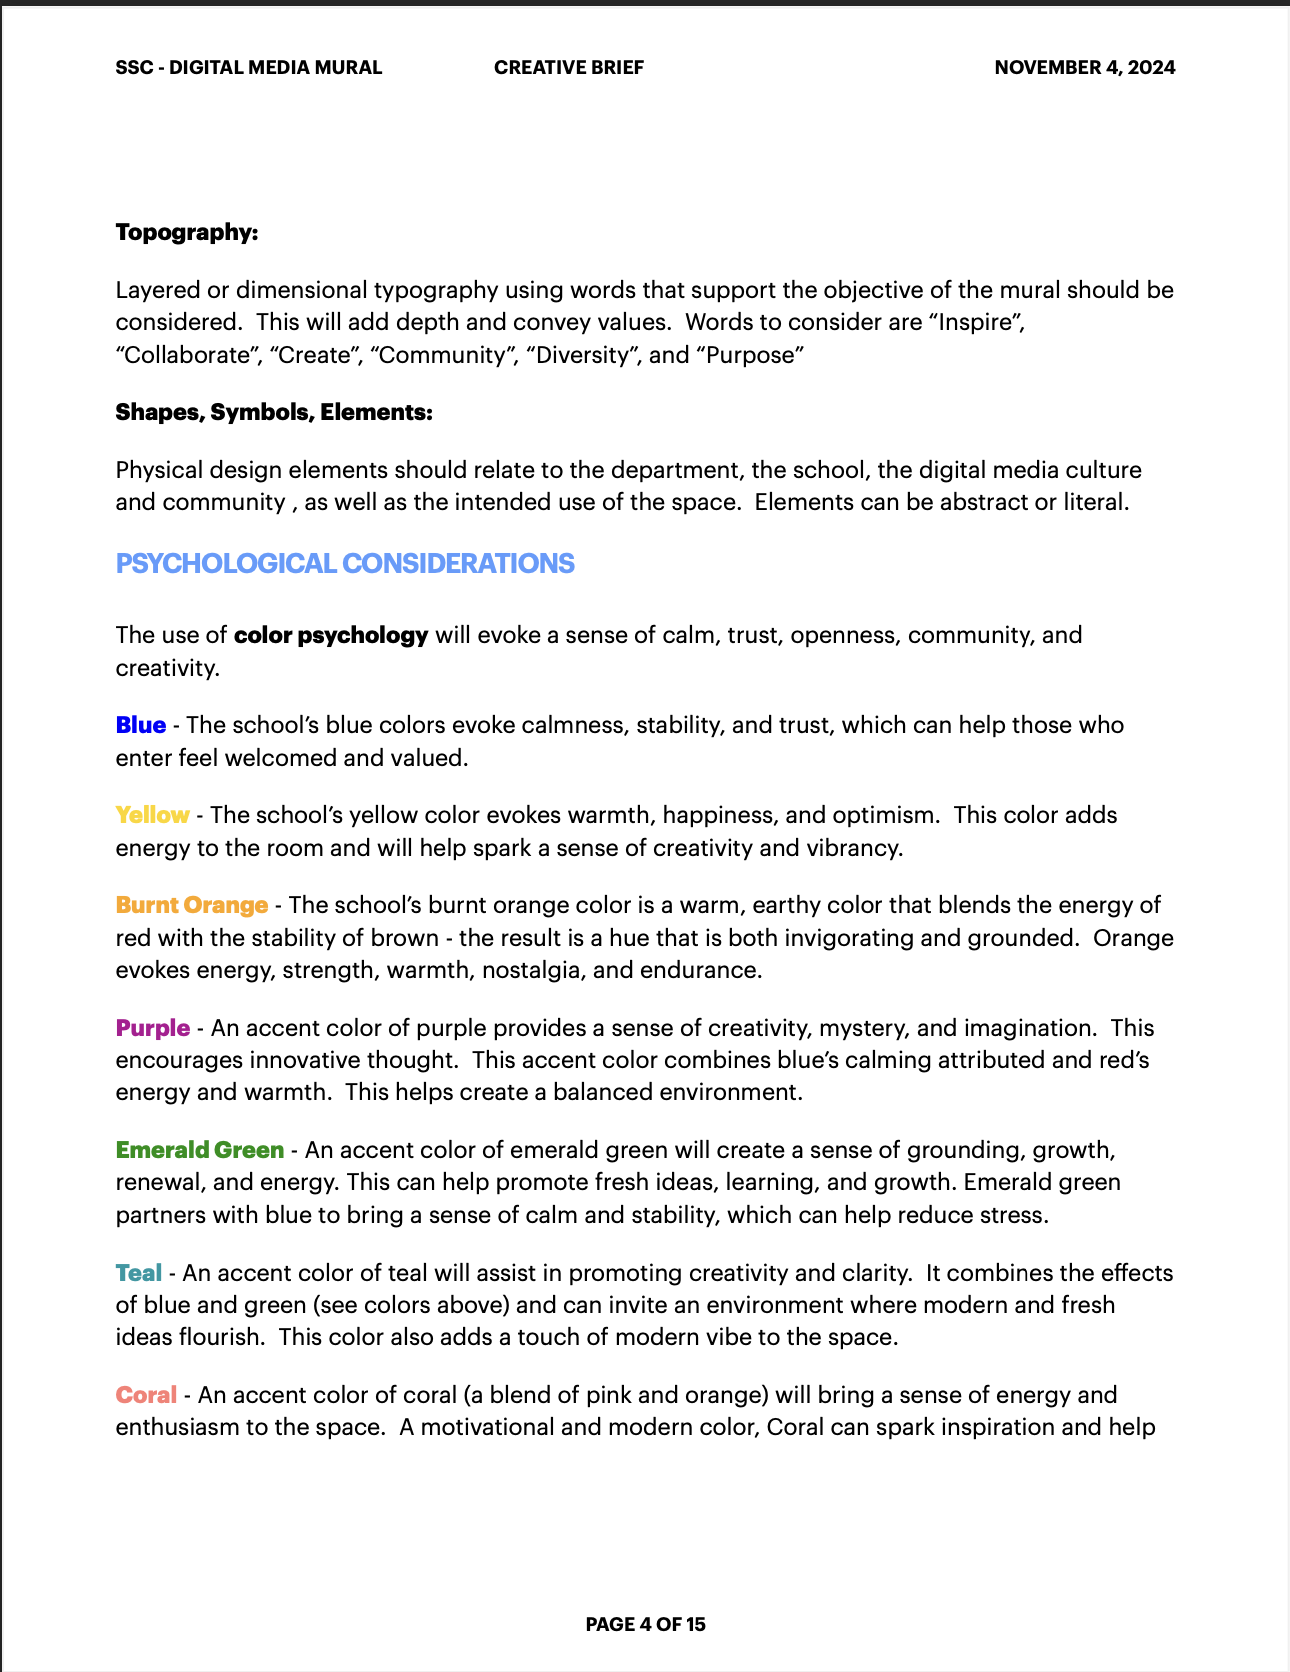 SSC - DIGITAL MEDIA MURAL CREATIVE BRIEF NOVEMBER 4, 2024
Topography:
Layered or dimensional typography using words that support the objective of the mural should be
considered.  This will add depth and convey values.  Words to consider are “Inspire”,
“Collaborate”, “Create”, “Community”, “Diversity”, and “Purpose”
Shapes, Symbols, Elements:
Physical design elements should relate to the department, the school, the digital media culture
and community , as well as the intended use of the space.  Elements can be abstract or literal.
PSYCHOLOGICAL CONSIDERATIONS
The use of color psychology will evoke a sense of calm, trust, openness, community, and
creativity.
Blue - The school’s blue colors evoke calmness, stability, and trust, which can help those who
enter feel welcomed and valued.
Yellow - The school’s yellow color evokes warmth, happiness, and optimism.  This color adds
energy to the room and will help spark a sense of creativity and vibrancy.
Burnt Orange - The school’s burnt orange color is a warm, earthy color that blends the energy of
red with the stability of brown - the result is a hue that is both invigorating and grounded.  Orange
evokes energy, strength, warmth, nostalgia, and endurance.
Purple - An accent color of purple provides a sense of creativity, mystery, and imagination.  This
encourages innovative thought.  This accent color combines blue’s calming attributed and red’s
energy and warmth.  This helps create a balanced environment.
Emerald Green - An accent color of emerald green will create a sense of grounding, growth,
renewal, and energy. This can help promote fresh ideas, learning, and growth. Emerald green
partners with blue to bring a sense of calm and stability, which can help reduce stress.
Teal - An accent color of teal will assist in promoting creativity and clarity.  It combines the effects
of blue and green (see colors above) and can invite an environment where modern and fresh
ideas flourish.  This color also adds a touch of modern vibe to the space.
Coral - An accent color of coral (a blend of pink and orange) will bring a sense of energy and
enthusiasm to the space.  A motivational and modern color, Coral can spark inspiration and help
PAGE 4 OF 15